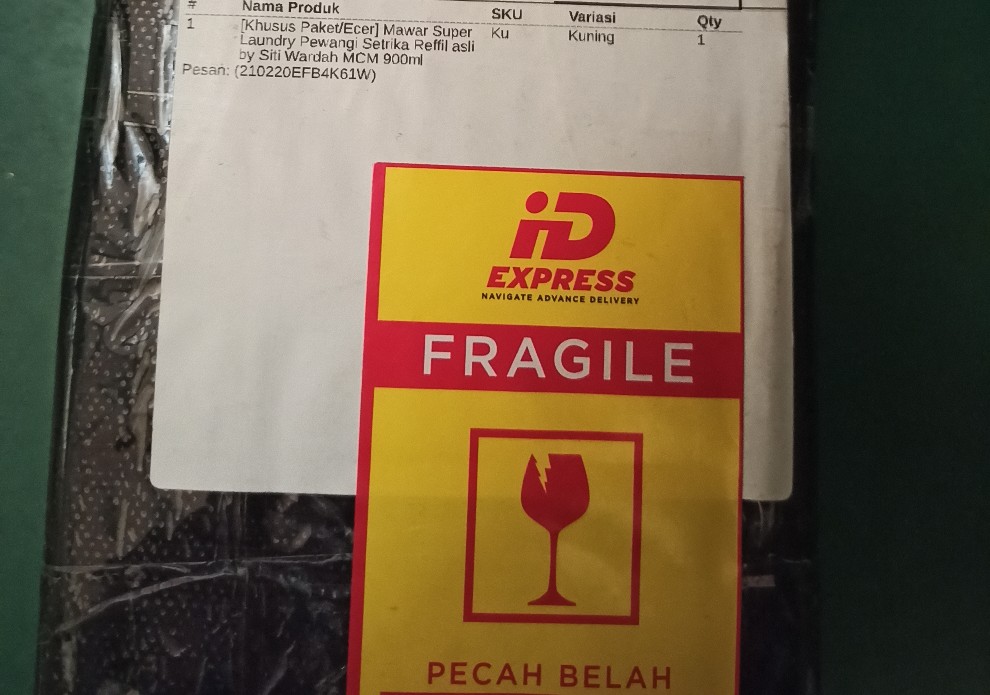 # Nama Produk SKU Variasi Qty
1 [Khusus Paket/Ecer] Mawar Super Ku Kuning 1
Laundry Pewangi Setrika Reffil asli
by Siti Wardah MCM 900ml
Pesan: (210220EFB4K61W)
iD
EXPRESS
NAVIGATE ADVANCE DELIVERY
FRAGILE
PECAH BELAH